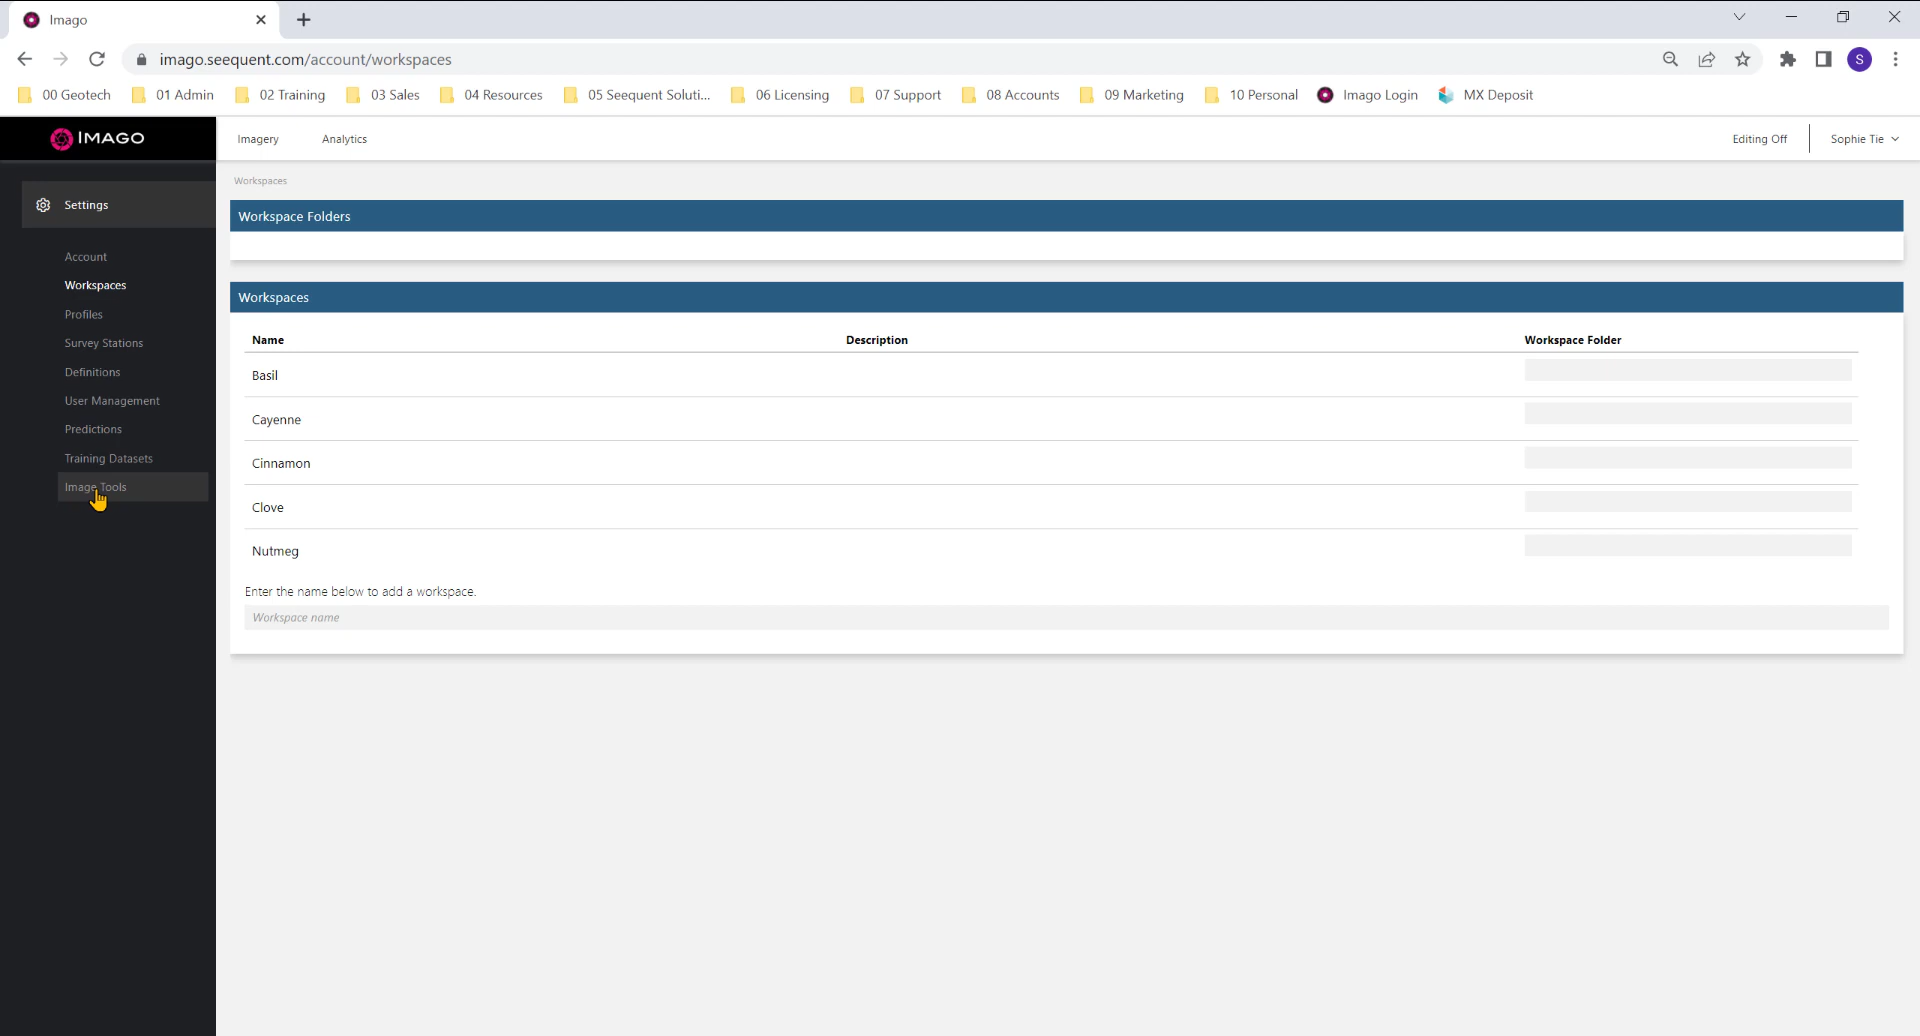 Imago
imago.seequent.com/account/workspaces
00 Geotech 01 Admin 02 Training 03 Sales 04 Resources 05 Seequent Soluti... 06 Licensing 07 Support 08 Accounts 09 Marketing 10 Personal Imago Login MX Deposit
IMAGO Imagery Analytics Editing Off Sophie Tie
Workspaces
Settings
Workspace Folders
Account
Workspaces
Profiles
Survey Stations
Definitions
User Management
Predictions
Training Datasets
Image Tools
Workspaces
Name Description Workspace Folder
Basil
Cayenne
Cinnamon
Clove
Nutmeg
Enter the name below to add a workspace.
Workspace name
S